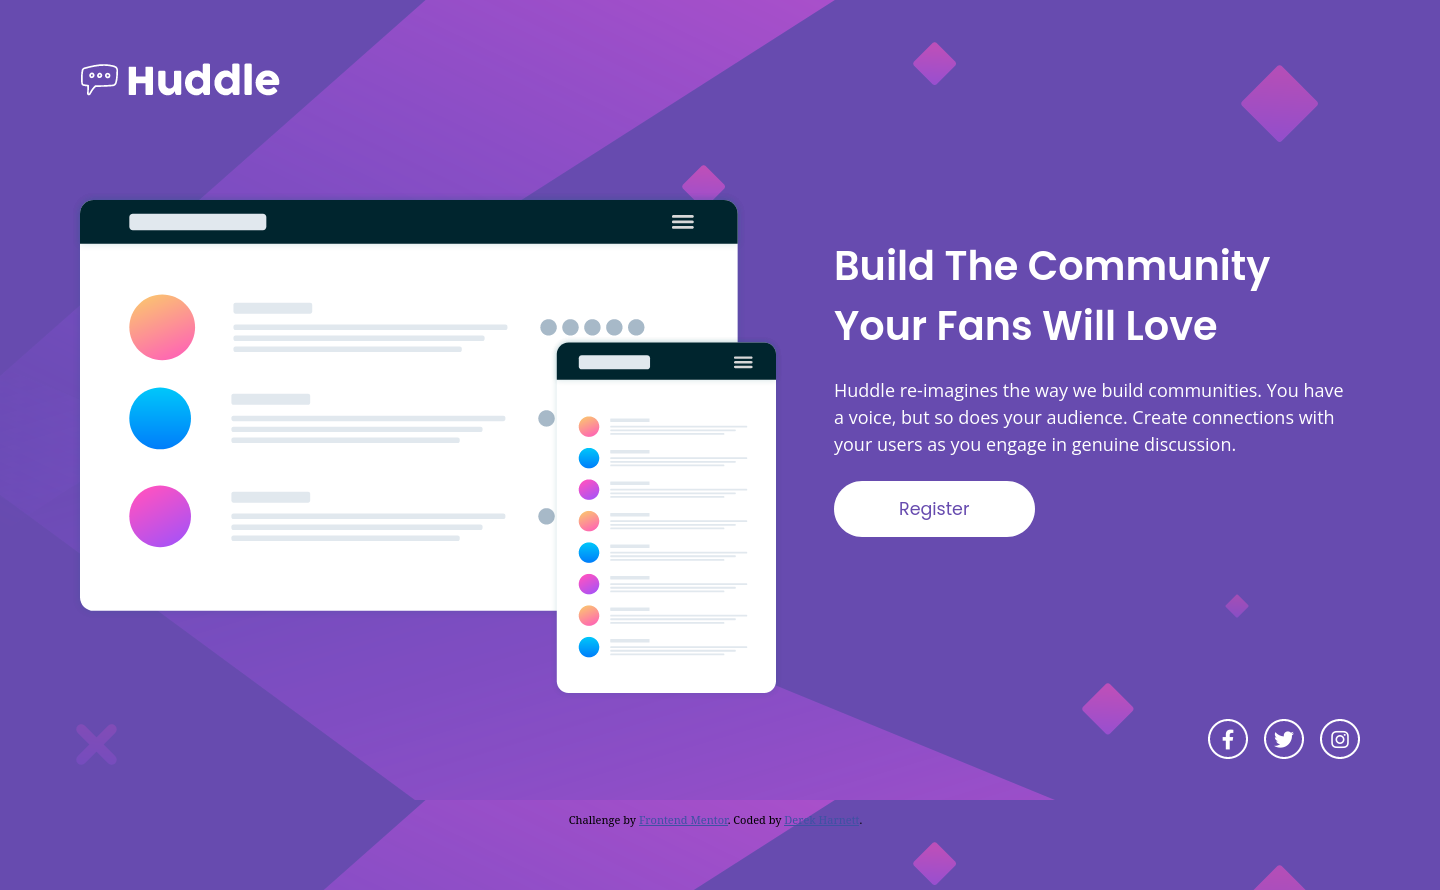 Huddle
Build The Community
Your Fans Will Love
Huddle re-imagines the way we build communities. You have
a voice, but so does your audience. Create connections with
your users as you engage in genuine discussion.
Register
Challenge by Frontend Mentor. Coded by Derek Harnett.